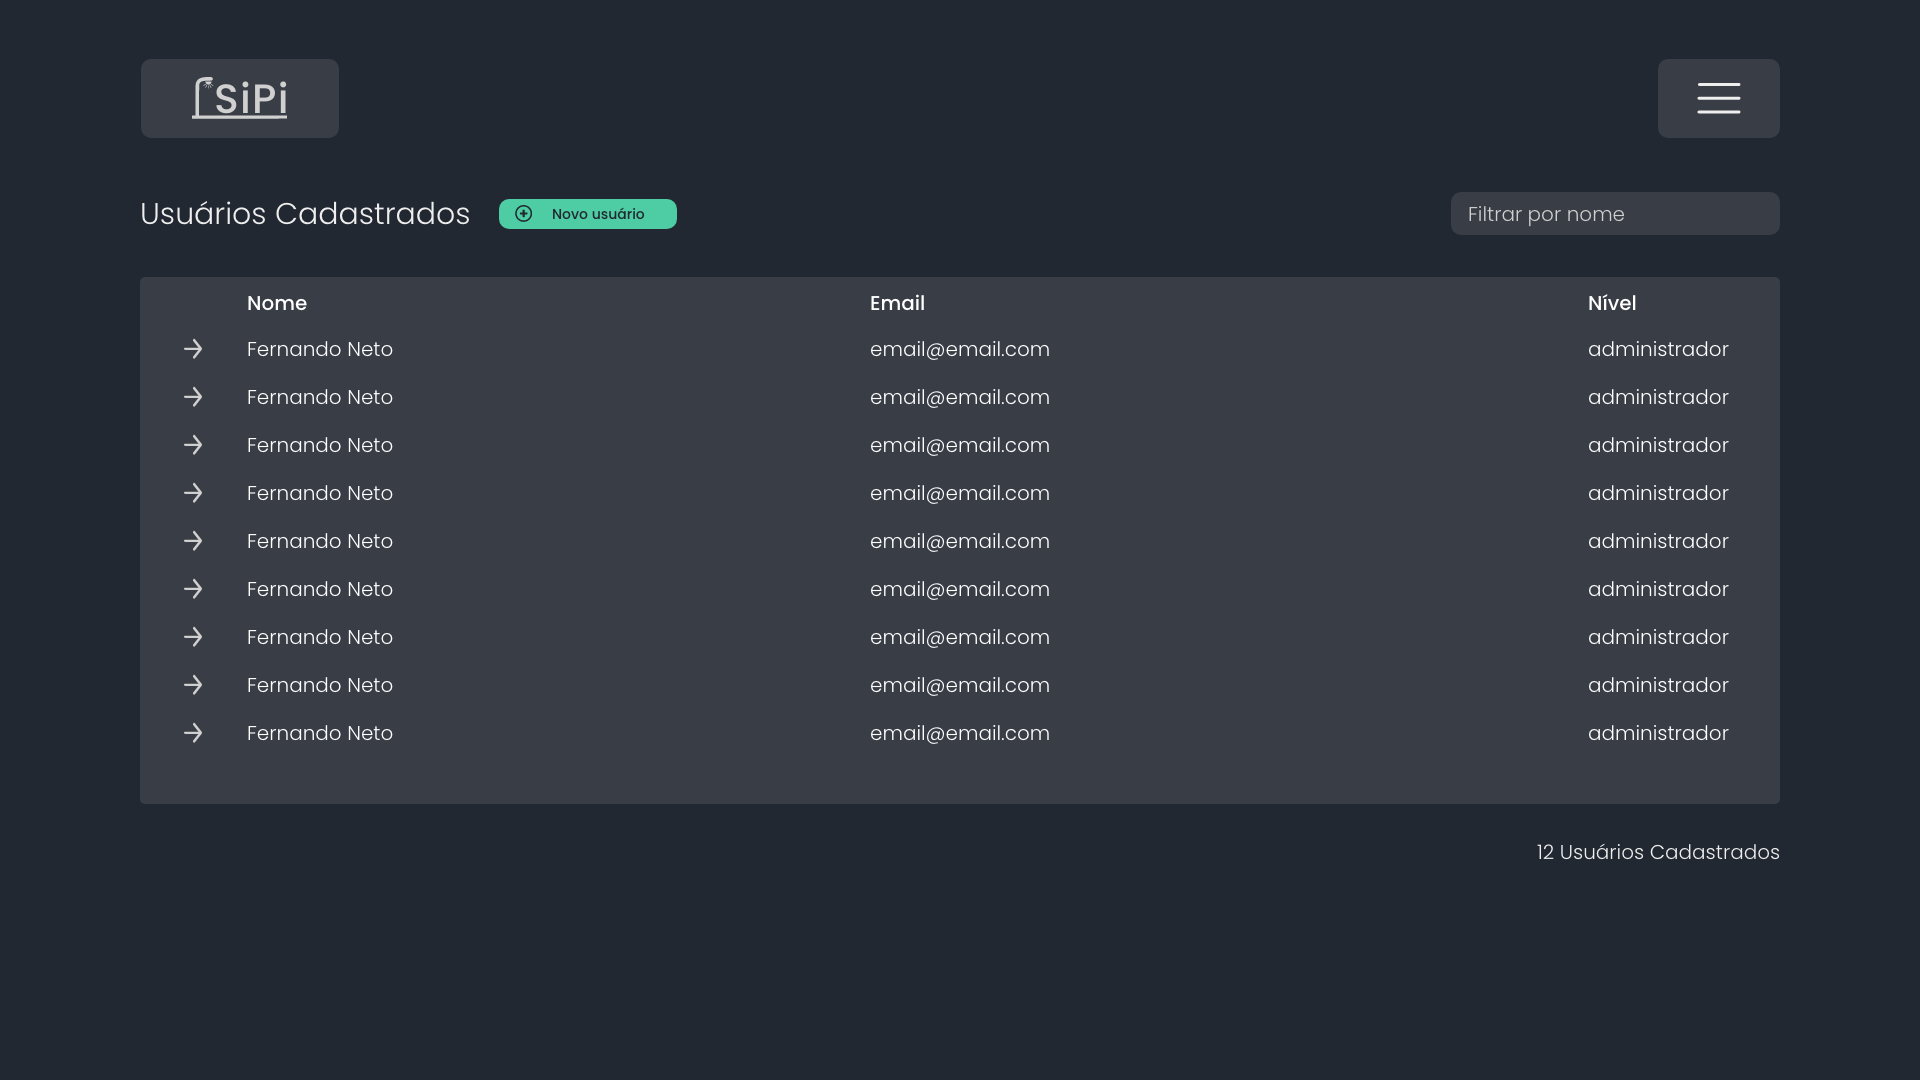 SiPi
Usuários Cadastrados
Novo usuário
Filtrar por nome
Nome Email Nível
Fernando Neto email@email.com administrador
Fernando Neto email@email.com administrador
Fernando Neto email@email.com administrador
Fernando Neto email@email.com administrador
Fernando Neto email@email.com administrador
Fernando Neto email@email.com administrador
Fernando Neto email@email.com administrador
Fernando Neto email@email.com administrador
Fernando Neto email@email.com administrador
12 Usuários Cadastrados